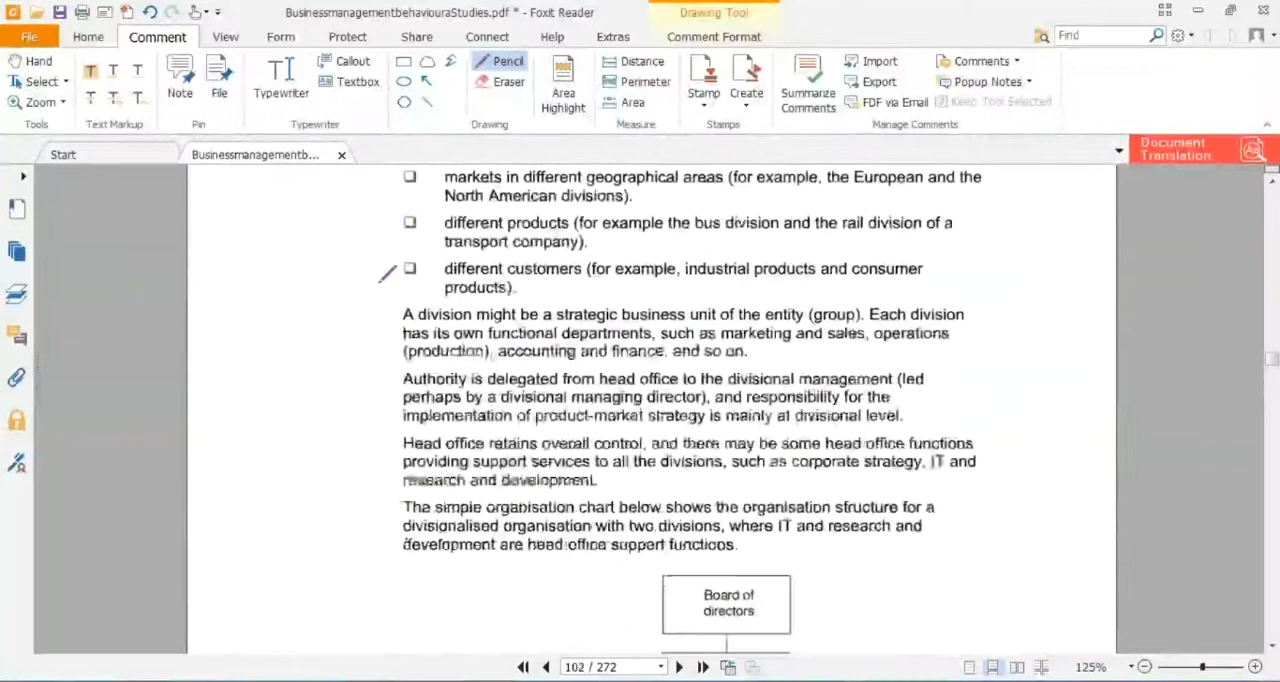 BusinessmanagementbehaviouraStudies.pdf * - Foxit Reader
Drawing Tool
File Home Comment View Form Protect Share Connect Help Extras Comment Format Find
Hand
Select
Zoom
Tools
T T T
T T T
Text Markup
Note File
Pin
Typewriter
Callout
Textbox
Typewriter
Pencil
Eraser
Drawing
Area
Highlight
Distance
Perimeter
Area
Measure
Stamp Create
Stamps
Summarize
Comments
Import
Export
FDF via Email
Comments
Popup Notes
Keep Tool Selected
Manage Comments
Start
Businessmanagementb...
Document
Translation
markets in different geographical areas (for example, the European and the
North American divisions).
different products (for example the bus division and the rail division of a
transport company).
different customers (for example, industrial products and consumer
products).
A division might be a strategic business unit of the entity (group). Each division
has its own functional departments, such as marketing and sales, operations
(production), accounting and finance, and so on.
Authority is delegated from head office to the divisional management (led
perhaps by a divisional managing director), and responsibility for the
implementation of product-market strategy is mainly at divisional level.
Head office retains overall control, and there may be some head office functions
providing support services to all the divisions, such as corporate strategy, IT and
research and development.
The simple organisation chart below shows the organisation structure for a
divisionalised organisation with two divisions, where IT and research and
development are head office support functions.
Board of
directors
102 / 272
125%